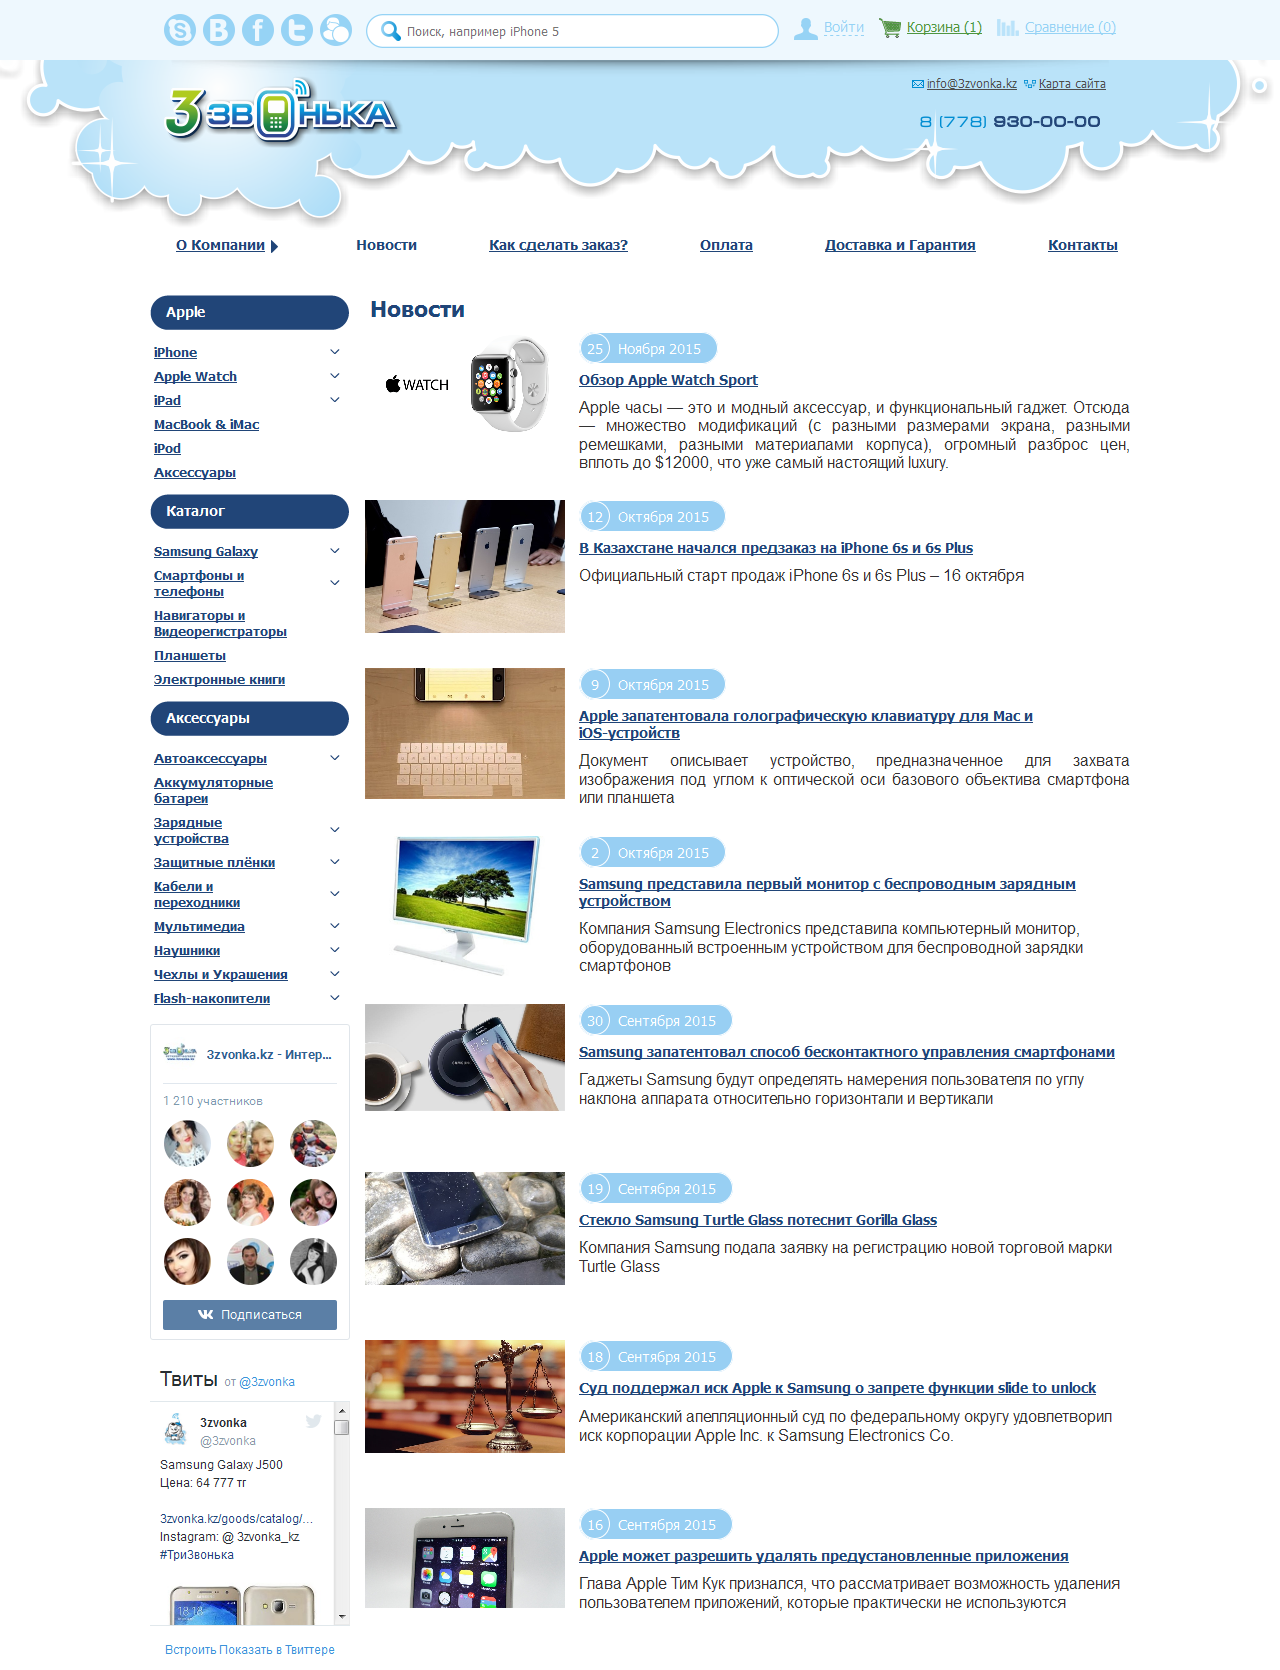 Поиск, например iPhone 5
Войти
Корзина (1)
Сравнение (0)
3 звонька
info@3zvonka.kz
Карта сайта
8 (778) 930-00-00
О Компании
Новости
Как сделать заказ?
Оплата
Доставка и Гарантия
Контакты
Apple
iPhone
Apple Watch
iPad
MacBook & iMac
iPod
Аксессуары
Каталог
Samsung Galaxy
Смартфоны и
телефоны
Навигаторы и
Видеорегистраторы
Планшеты
Электронные книги
Аксессуары
Автоаксессуары
Аккумуляторные
батареи
Зарядные
устройства
Защитные плёнки
Кабели и
переходники
Мультимедиа
Наушники
Чехлы и Украшения
Flash-накопители
3zvonka.kz - Интер...
1 210 участников
Подписаться
Твиты от @3zvonka
3zvonka
@3zvonka
Samsung Galaxy J500
Цена: 64 777 тг
3zvonka.kz/goods/catalog/...
Instagram: @ 3zvonka_kz
#ТриЗвонька
Встроить Показать в Твиттере
Новости
WATCH
25 Ноября 2015
Обзор Apple Watch Sport
Apple часы — это и модный аксессуар, и функциональный гаджет. Отсюда
— множество модификаций (с разными размерами экрана, разными
ремешками, разными материалами корпуса), огромный разброс цен,
вплоть до $12000, что уже самый настоящий luxury.
12 Октября 2015
В Казахстане начался предзаказ на iPhone 6s и 6s Plus
Официальный старт продаж iPhone 6s и 6s Plus – 16 октября
9 Октября 2015
Apple запатентовала голографическую клавиатуру для Mac и
iOS-устройств
Документ описывает устройство, предназначенное для захвата
изображения под углом к оптической оси базового объектива смартфона
или планшета
2 Октября 2015
Samsung представила первый монитор с беспроводным зарядным
устройством
Компания Samsung Electronics представила компьютерный монитор,
оборудованный встроенным устройством для беспроводной зарядки
смартфонов
30 Сентября 2015
Samsung запатентовал способ бесконтактного управления смартфонами
Гаджеты Samsung будут определять намерения пользователя по углу
наклона аппарата относительно горизонтали и вертикали
19 Сентября 2015
Стекло Samsung Turtle Glass потеснит Gorilla Glass
Компания Samsung подала заявку на регистрацию новой торговой марки
Turtle Glass
18 Сентября 2015
Суд поддержал иск Apple к Samsung о запрете функции slide to unlock
Американский апелляционный суд по федеральному округу удовлетворил
иск корпорации Apple Inc. к Samsung Electronics Co.
16 Сентября 2015
Apple может разрешить удалять предустановленные приложения
Глава Apple Тим Кук признался, что рассматривает возможность удаления
пользователем приложений, которые практически не используются